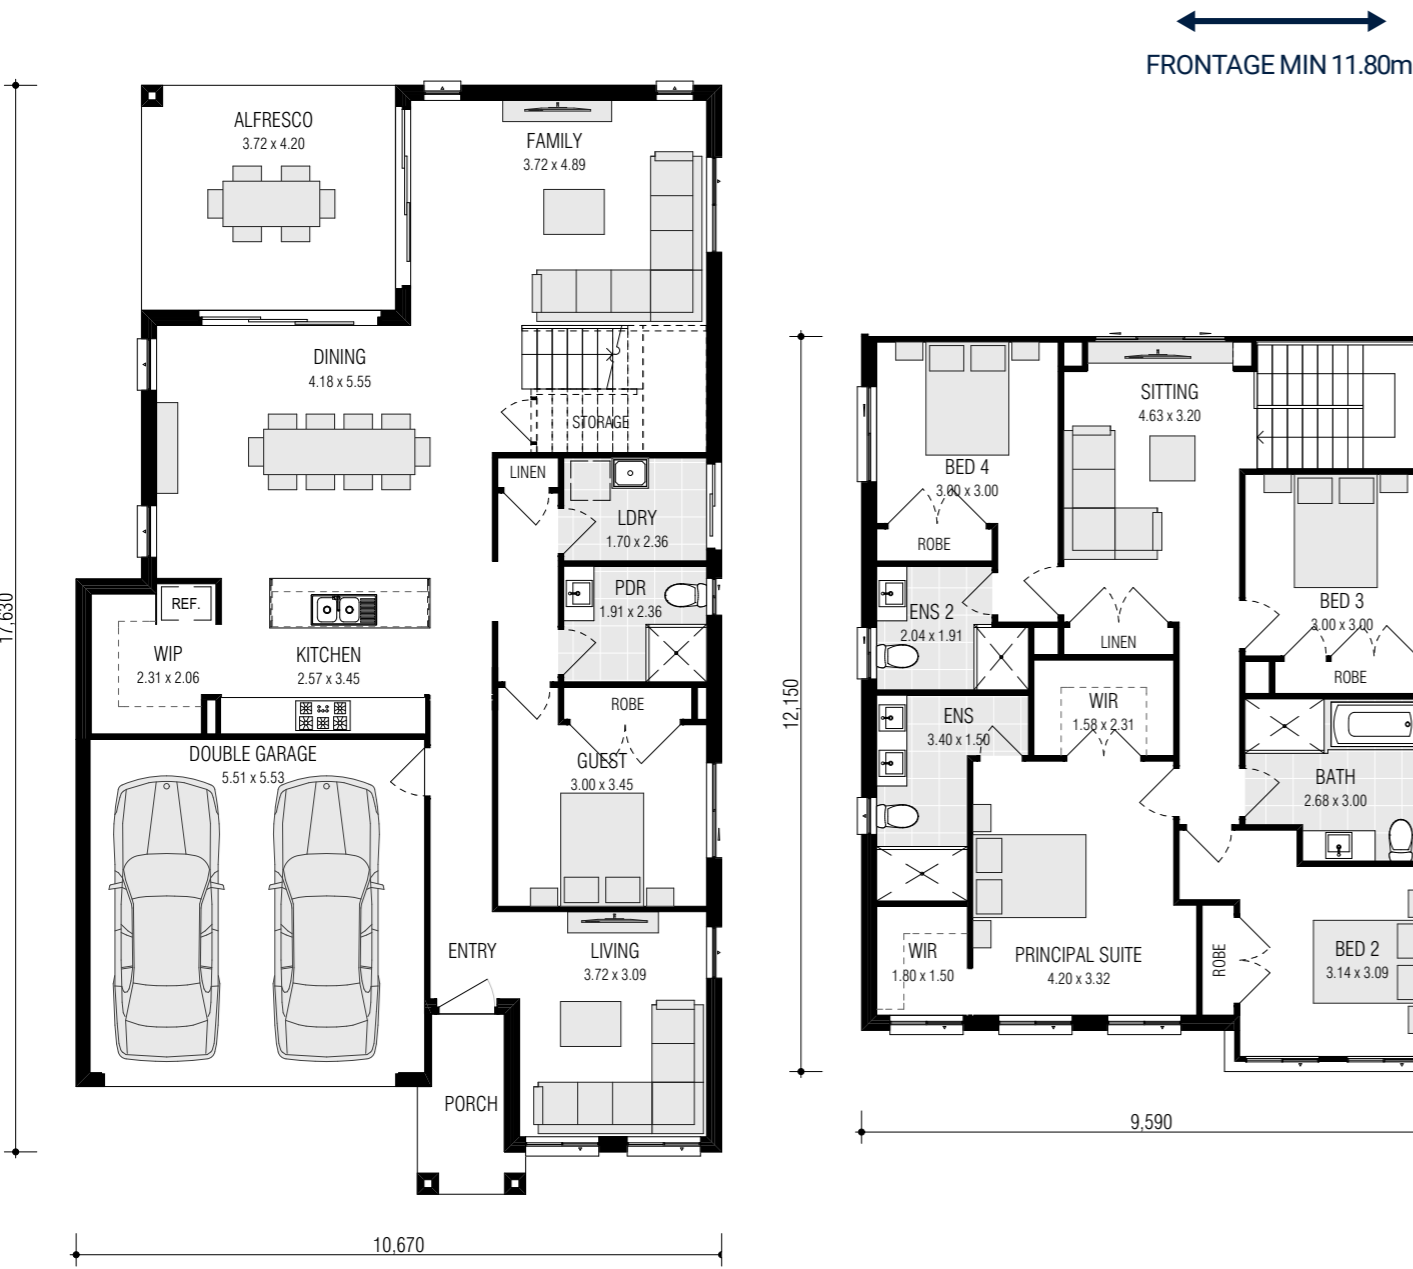 FRONTAGE MIN 11.80m
ALFRESCO
3.72 x 4.20
FAMILY
3.72 x 4.89
DINING
4.18 x 5.55
STORAGE
LINEN
LDRY
1.70 x 2.36
PDR
1.91 x 2.36
REF.
WIP
2.31 x 2.06
KITCHEN
2.57 x 3.45
ROBE
DOUBLE GARAGE
5.51 x 5.53
GUEST
3.00 x 3.45
ENTRY
LIVING
3.72 x 3.09
PORCH
17,630
10,670
SITTING
4.63 x 3.20
BED 4
3.00 x 3.00
ROBE
BED 3
3.00 x 3.00
ENS 2
2.04 x 1.91
LINEN
ROBE
WIR
1.58 x 2.31
ENS
3.40 x 1.50
BATH
2.68 x 3.00
WIR
1.80 x 1.50
PRINCIPAL SUITE
4.20 x 3.32
ROBE
BED 2
3.14 x 3.09
12,150
9,590